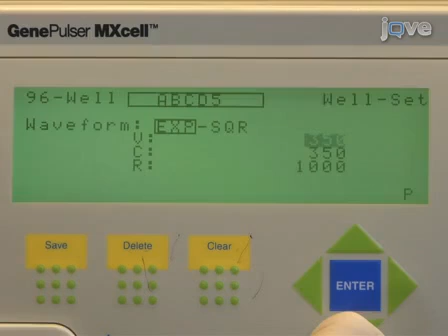 jove
GenePulser MXcell™
96-Well ABCD5 Well-Set
Waveform: EXP-SQR
V:
C: 350
R: 1000
P
Save Delete Clear
ENTER